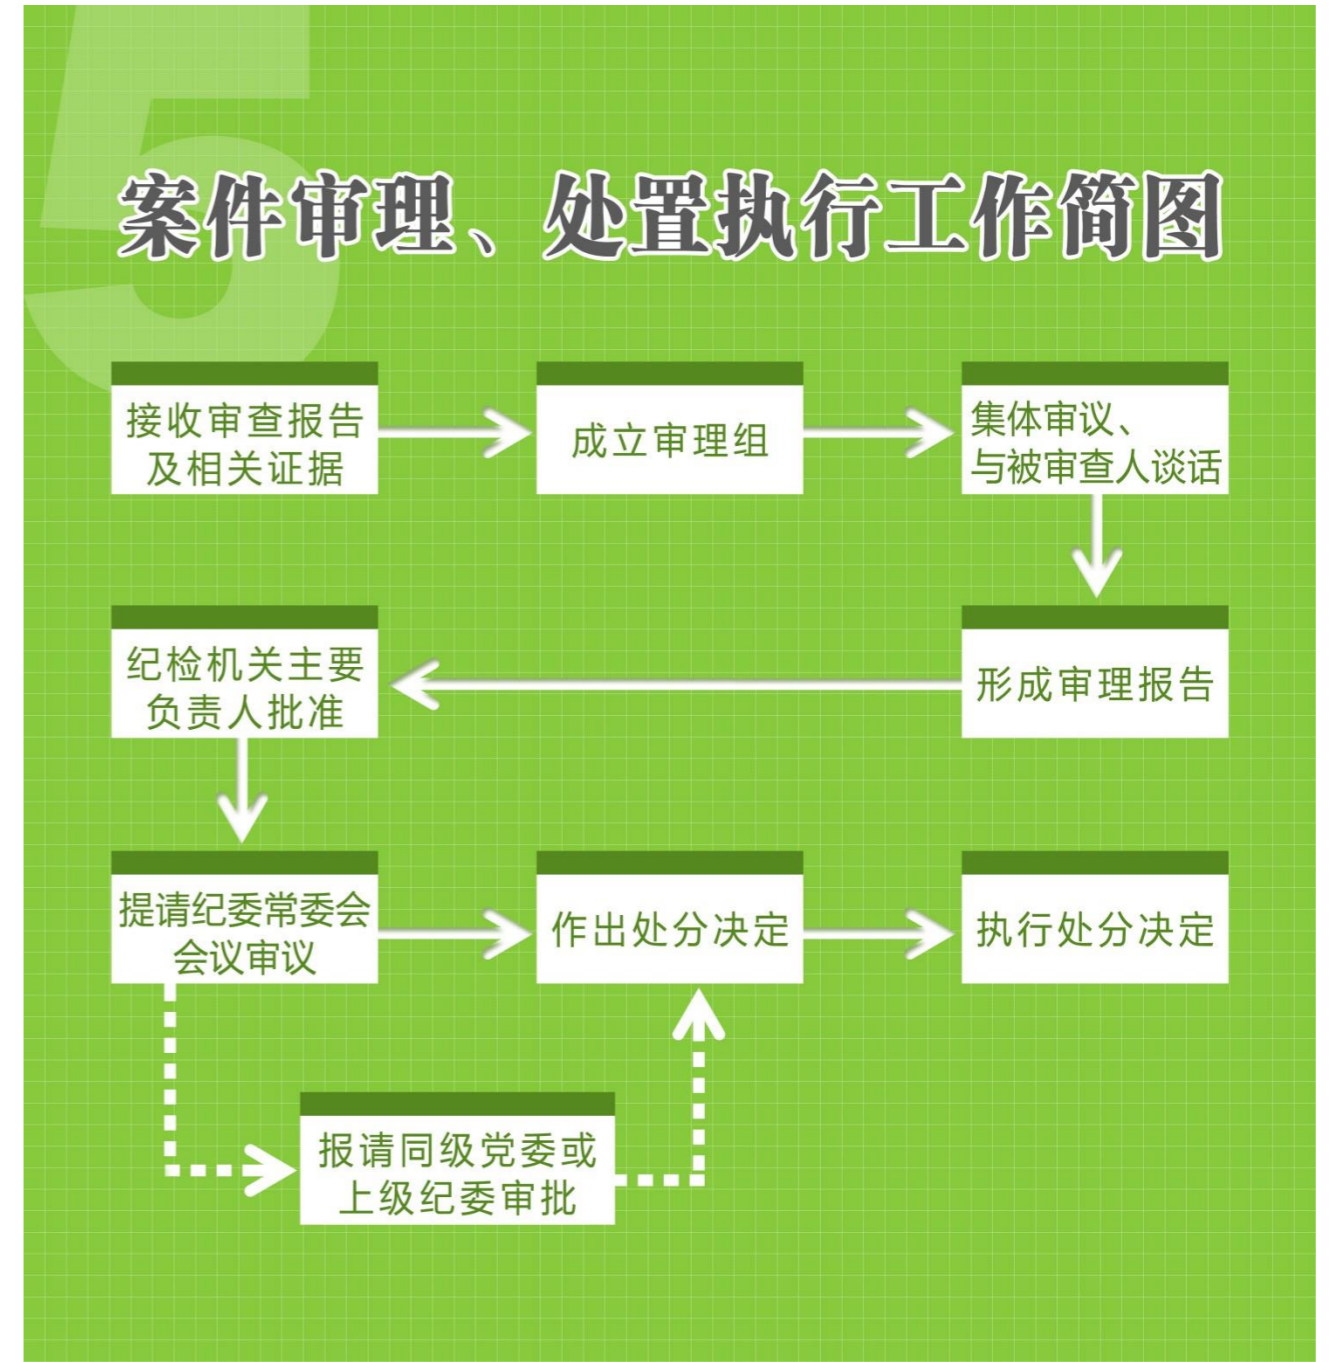 5
案件审理、处置执行工作简图
接收审查报告
及相关证据
成立审理组
集体审议、
与被审查人谈话
形成审理报告
纪检机关主要
负责人批准
提请纪委常委会
会议审议
作出处分决定
执行处分决定
报请同级党委或
上级纪委审批